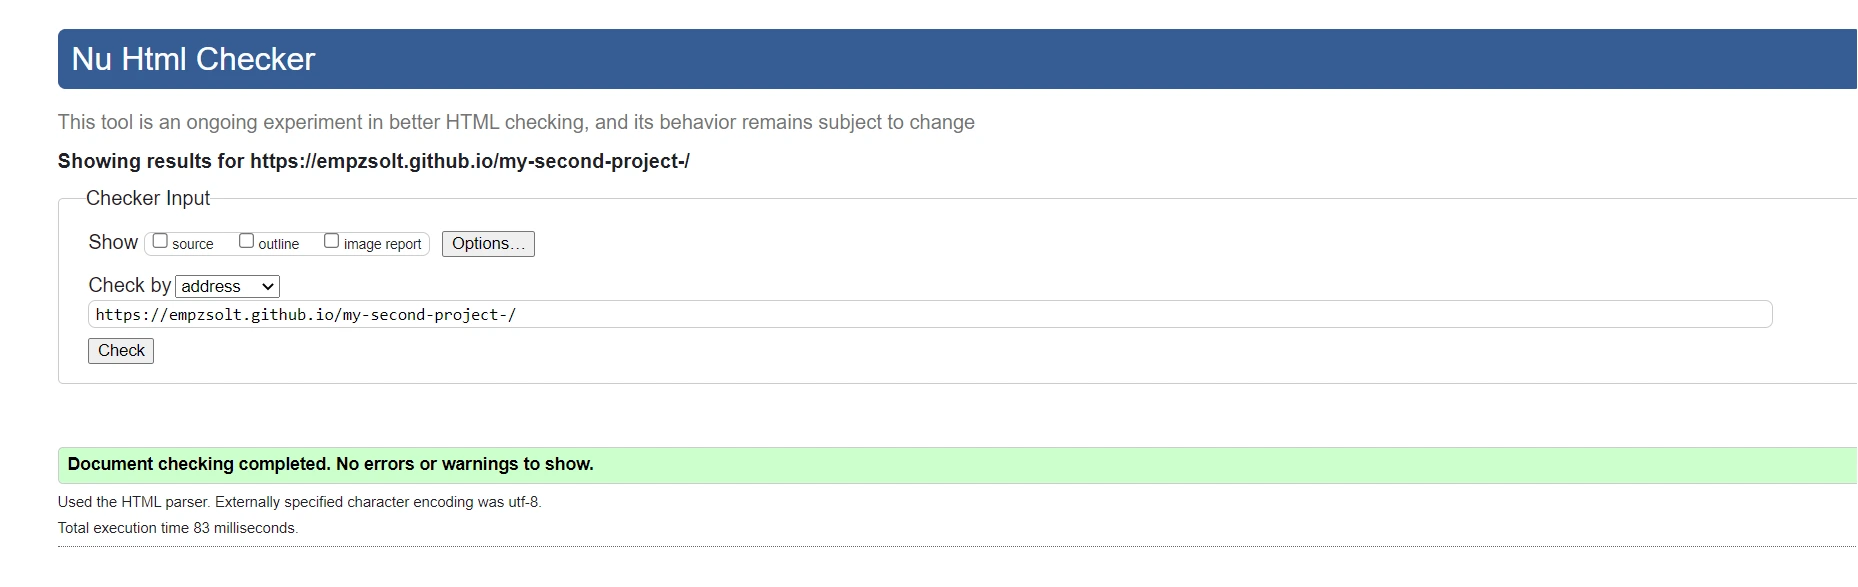 Nu Html Checker
This tool is an ongoing experiment in better HTML checking, and its behavior remains subject to change
Showing results for https://empzsolt.github.io/my-second-project-/
Checker Input
Show source outline image report Options...
Check by address
https://empzsolt.github.io/my-second-project-/
Check
Document checking completed. No errors or warnings to show.
Used the HTML parser. Externally specified character encoding was utf-8.
Total execution time 83 milliseconds.